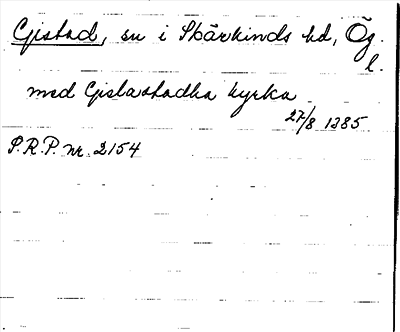 Gistad, sn i Skärkinds hd, Ög.
l.
med Gislastadha kyrka
27/8 1385
S.R.P. nr 2154